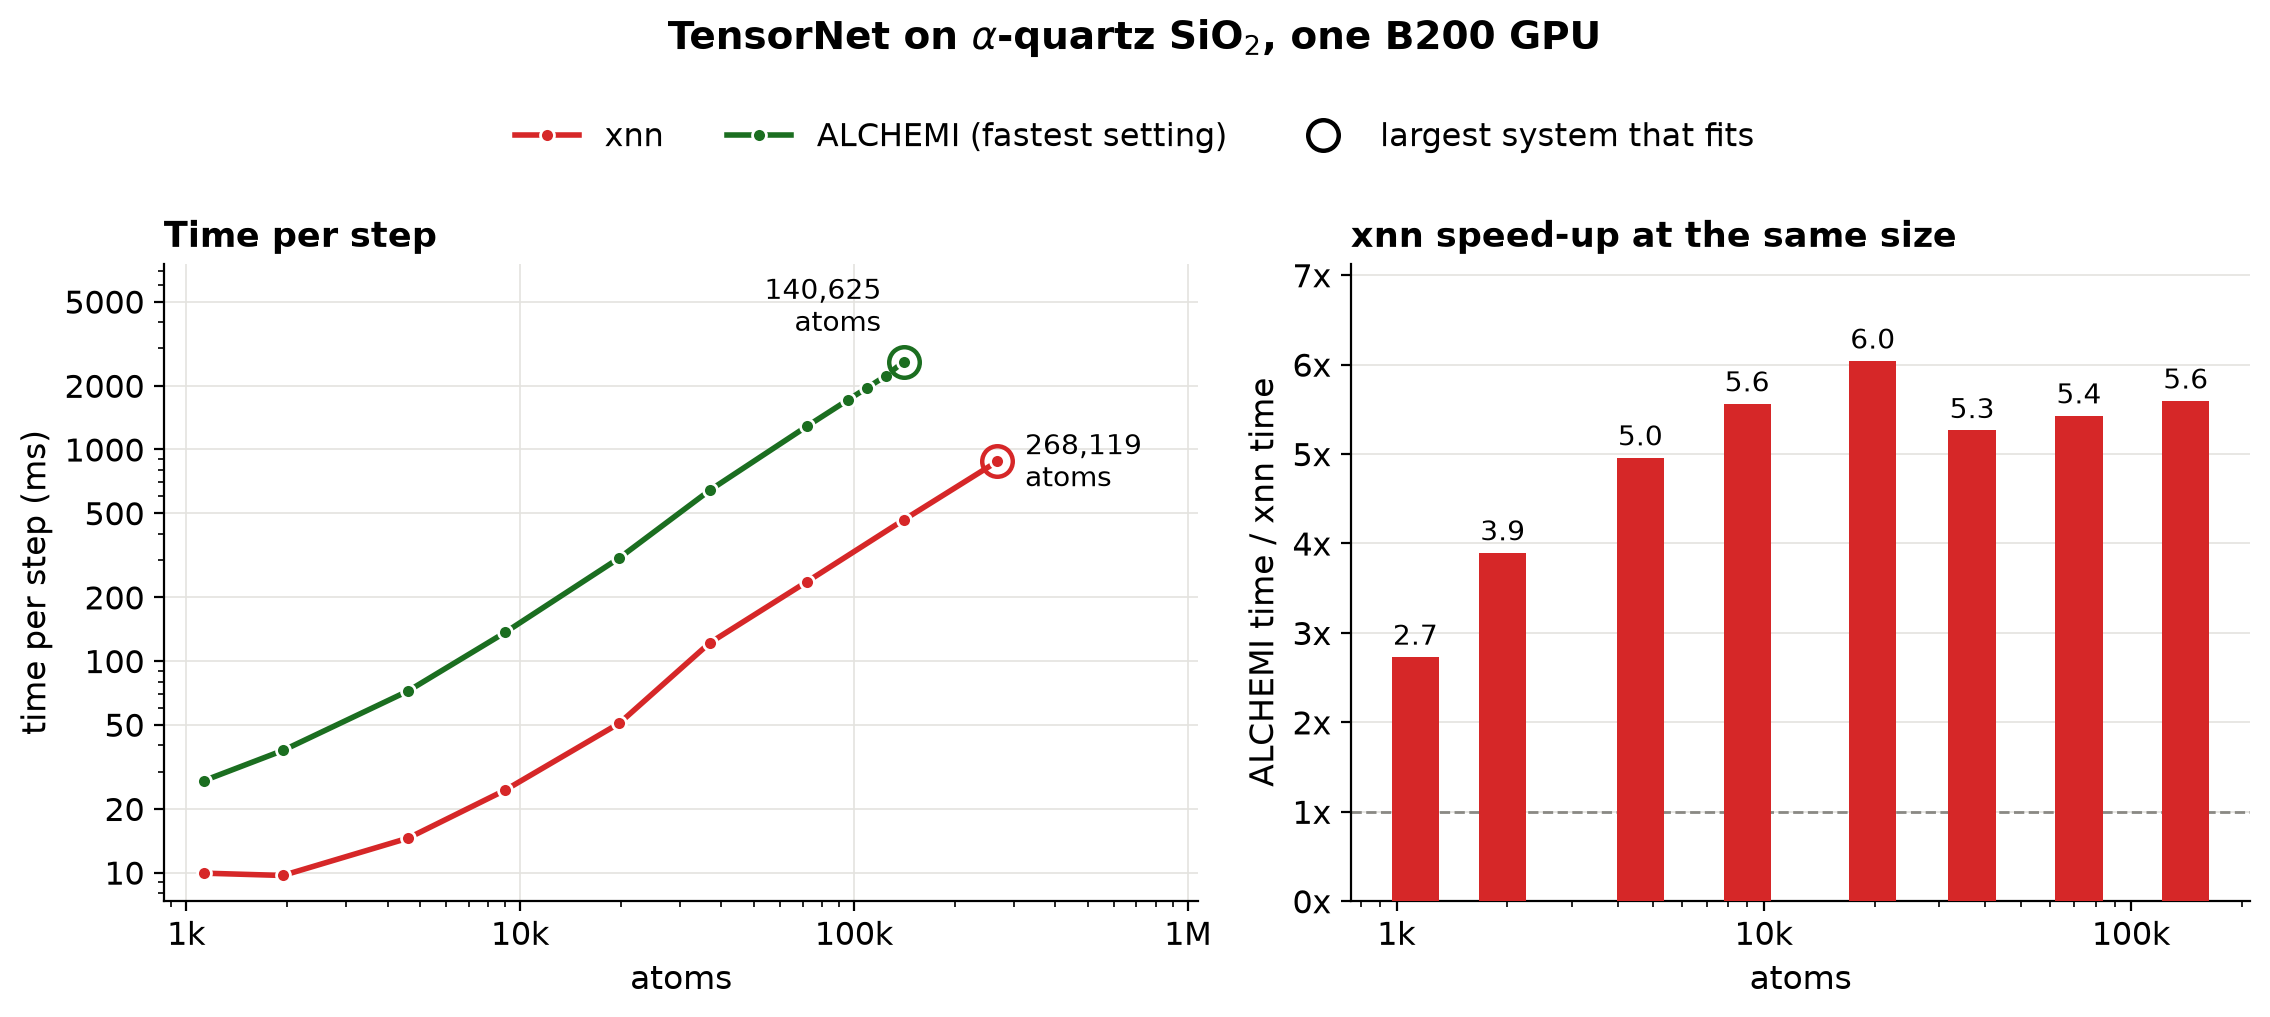 TensorNet on α-quartz SiO₂, one B200 GPU
xnn
ALCHEMI (fastest setting)
largest system that fits
Time per step
time per step (ms)
5000
2000
1000
500
200
100
50
20
10
140,625
atoms
268,119
atoms
1k
10k
100k
1M
atoms
xnn speed-up at the same size
ALCHEMI time / xnn time
7x
6x
5x
4x
3x
2x
1x
0x
2.7
3.9
5.0
5.6
6.0
5.3
5.4
5.6
1k
10k
100k
atoms